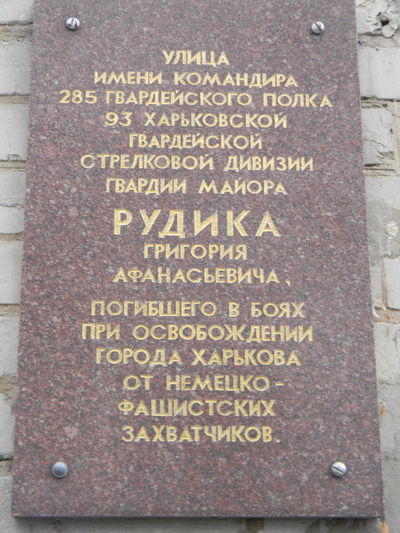 УЛИЦА
ИМЕНИ КОМАНДИРА
285 ГВАРДЕЙСКОГО ПОЛКА
93 ХАРЬКОВСКОЙ
ГВАРДЕЙСКОЙ
СТРЕЛКОВОЙ ДИВИЗИИ
ГВАРДИИ МАЙОРА
РУДИКА
ГРИГОРИЯ
АФАНАСЬЕВИЧА,
ПОГИБШЕГО В БОЯХ
ПРИ ОСВОБОЖДЕНИИ
ГОРОДА ХАРЬКОВА
ОТ НЕМЕЦКО-
ФАШИСТСКИХ
ЗАХВАТЧИКОВ.